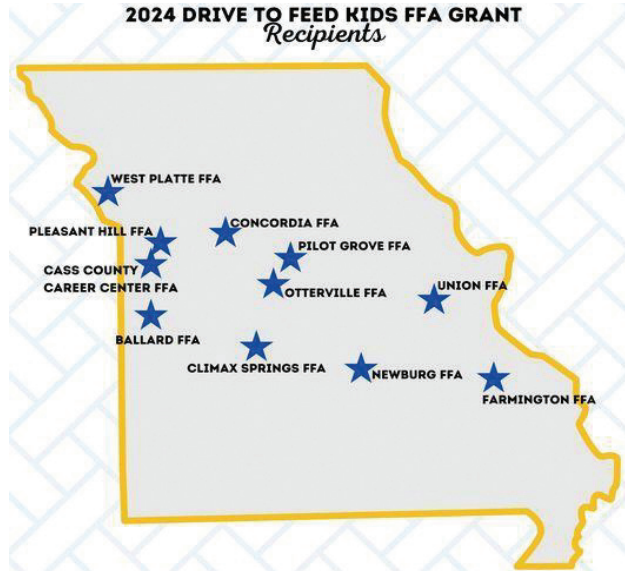 2024 DRIVE TO FEED KIDS FFA GRANT
Recipients
WEST PLATTE FFA
PLEASANT HILL FFA
CONCORDIA FFA
PILOT GROVE FFA
CASS COUNTY
CAREER CENTER FFA
OTTERVILLE FFA
UNION FFA
BALLARD FFA
CLIMAX SPRINGS FFA
NEWBURG FFA
FARMINGTON FFA